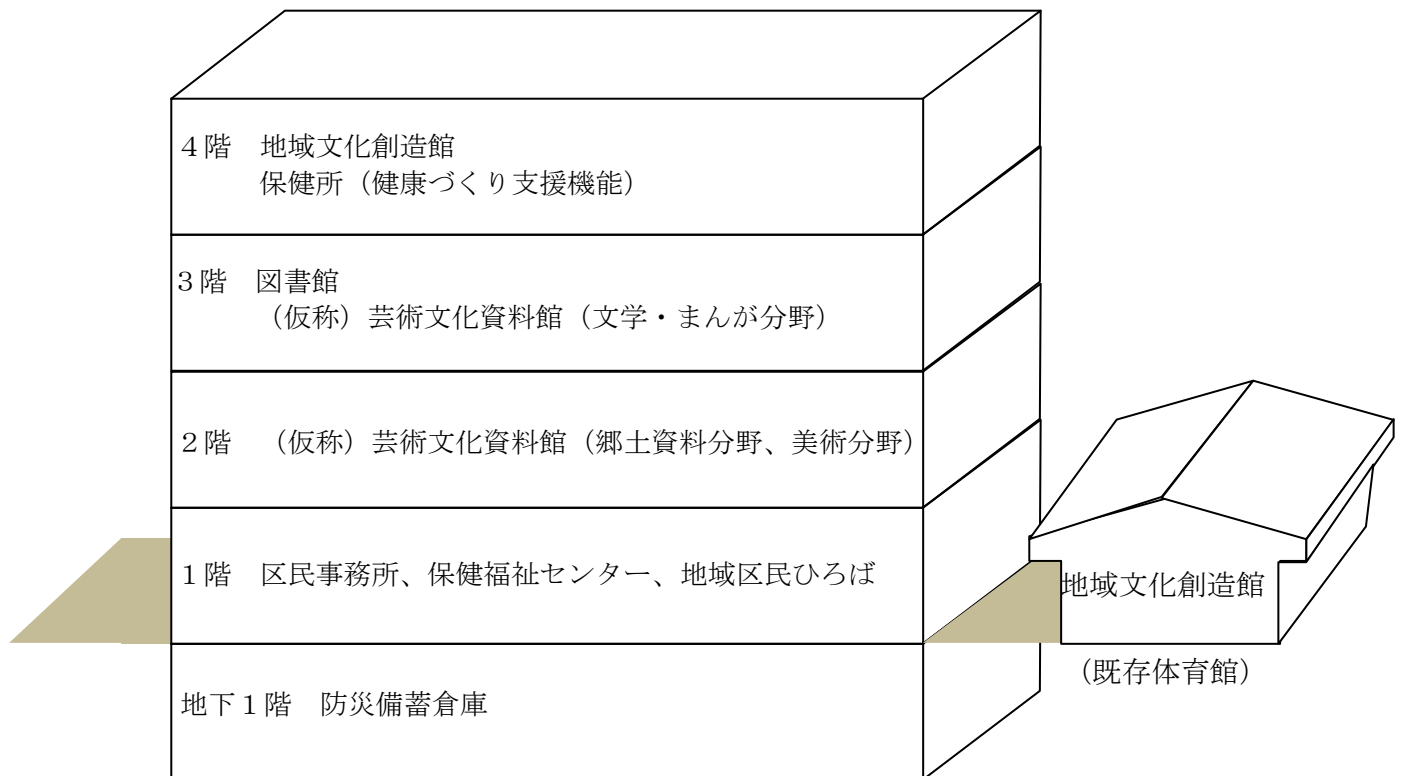 4階　地域文化創造館
保健所（健康づくり支援機能）
3階　図書館
（仮称）芸術文化資料館（文学・まんが分野）
2階　（仮称）芸術文化資料館（郷土資料分野、美術分野）
1階　区民事務所、保健福祉センター、地域区民ひろば
地域文化創造館
（既存体育館）
地下1階　防災備蓄倉庫